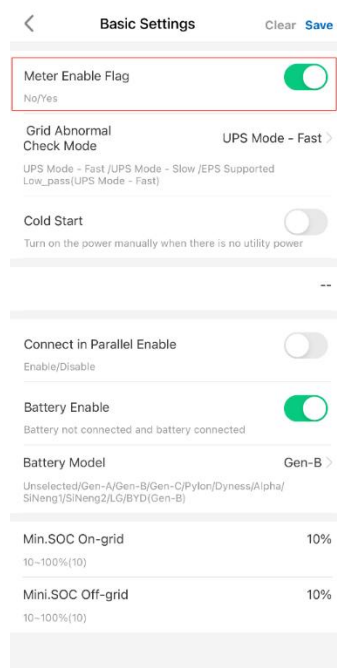 Basic Settings Clear Save
Meter Enable Flag
No/Yes
Grid Abnormal
Check Mode
UPS Mode - Fast
UPS Mode - Fast /UPS Mode - Slow /EPS Supported
Low_pass(UPS Mode - Fast)
Cold Start
Turn on the power manually when there is no utility power
--
Connect in Parallel Enable
Enable/Disable
Battery Enable
Battery not connected and battery connected
Battery Model Gen-B
Unselected/Gen-A/Gen-B/Gen-C/Pylon/Dyness/Alpha/
SiNeng1/SiNeng2/LG/BYD(Gen-B)
Min.SOC On-grid 10%
10~100%(10)
Mini.SOC Off-grid 10%
10~100%(10)